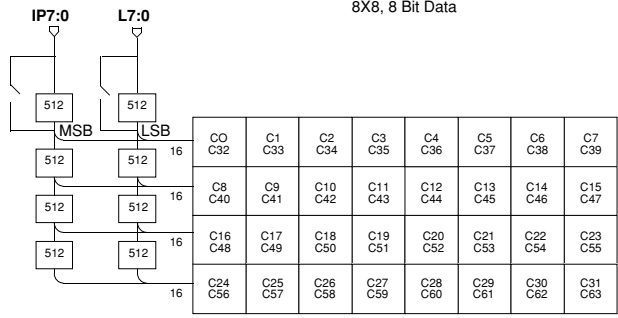 8X8, 8 Bit Data
IP7:0 L7:0
512 512
MSB LSB
16
CO C1 C2 C3 C4 C5 C6 C7
C32 C33 C34 C35 C36 C37 C38 C39
512 512
16
C8 C9 C10 C11 C12 C13 C14 C15
C40 C41 C42 C43 C44 C45 C46 C47
512 512
16
C16 C17 C18 C19 C20 C21 C22 C23
C48 C49 C50 C51 C52 C53 C54 C55
512 512
16
C24 C25 C26 C27 C28 C29 C30 C31
C56 C57 C58 C59 C60 C61 C62 C63